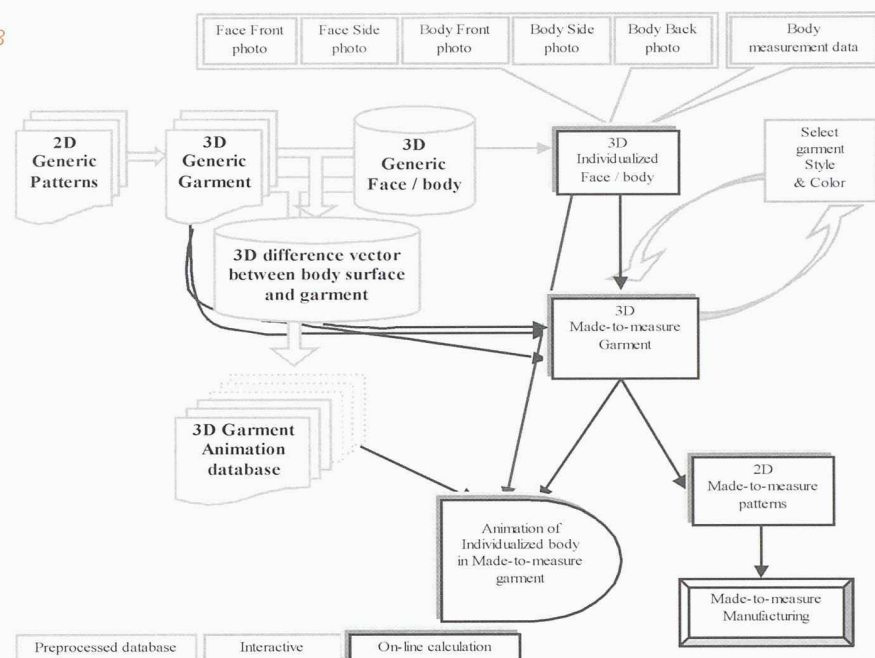 Face Front
photo
Face Side
photo
Body Front
photo
Body Side
photo
Body Back
photo
Body
measurement data
2D
Generic
Patterns
3D
Generic
Garment
3D
Generic
Face / body
3D
Individualized
Face / body
Select
garment
Style
& Color
3D difference vector
between body surface
and garment
3D
Made-to-measure
Garment
3D Garment
Animation
database
2D
Made-to-measure
patterns
Animation of
Individualized body
in Made-to-measure
garment
Made-to-measure
Manufacturing
Preprocessed database
Interactive
On-line calculation